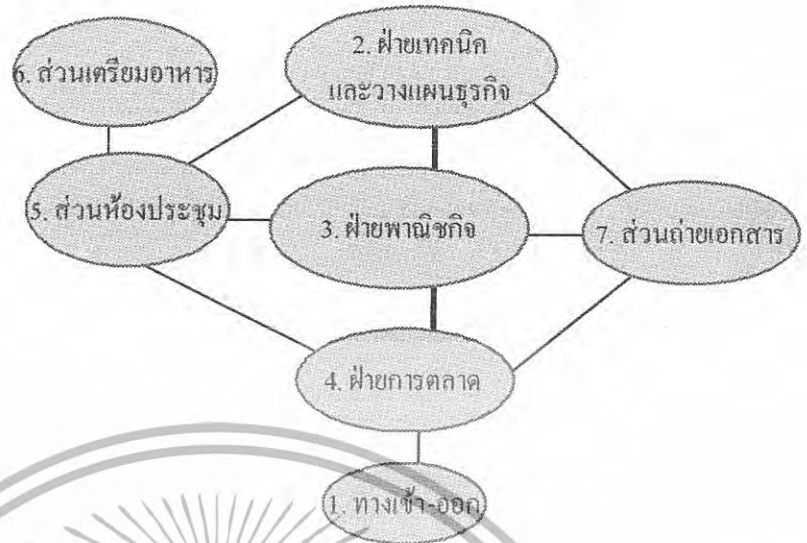 2. ฝ่ายเทคนิค
และวางแผนธุรกิจ
6. ส่วนเตรียมอาหาร
5. ส่วนห้องประชุม
3. ฝ่ายพาณิชกิจ
7. ส่วนถ่ายเอกสาร
4. ฝ่ายการตลาด
1. ทางเข้า-ออก